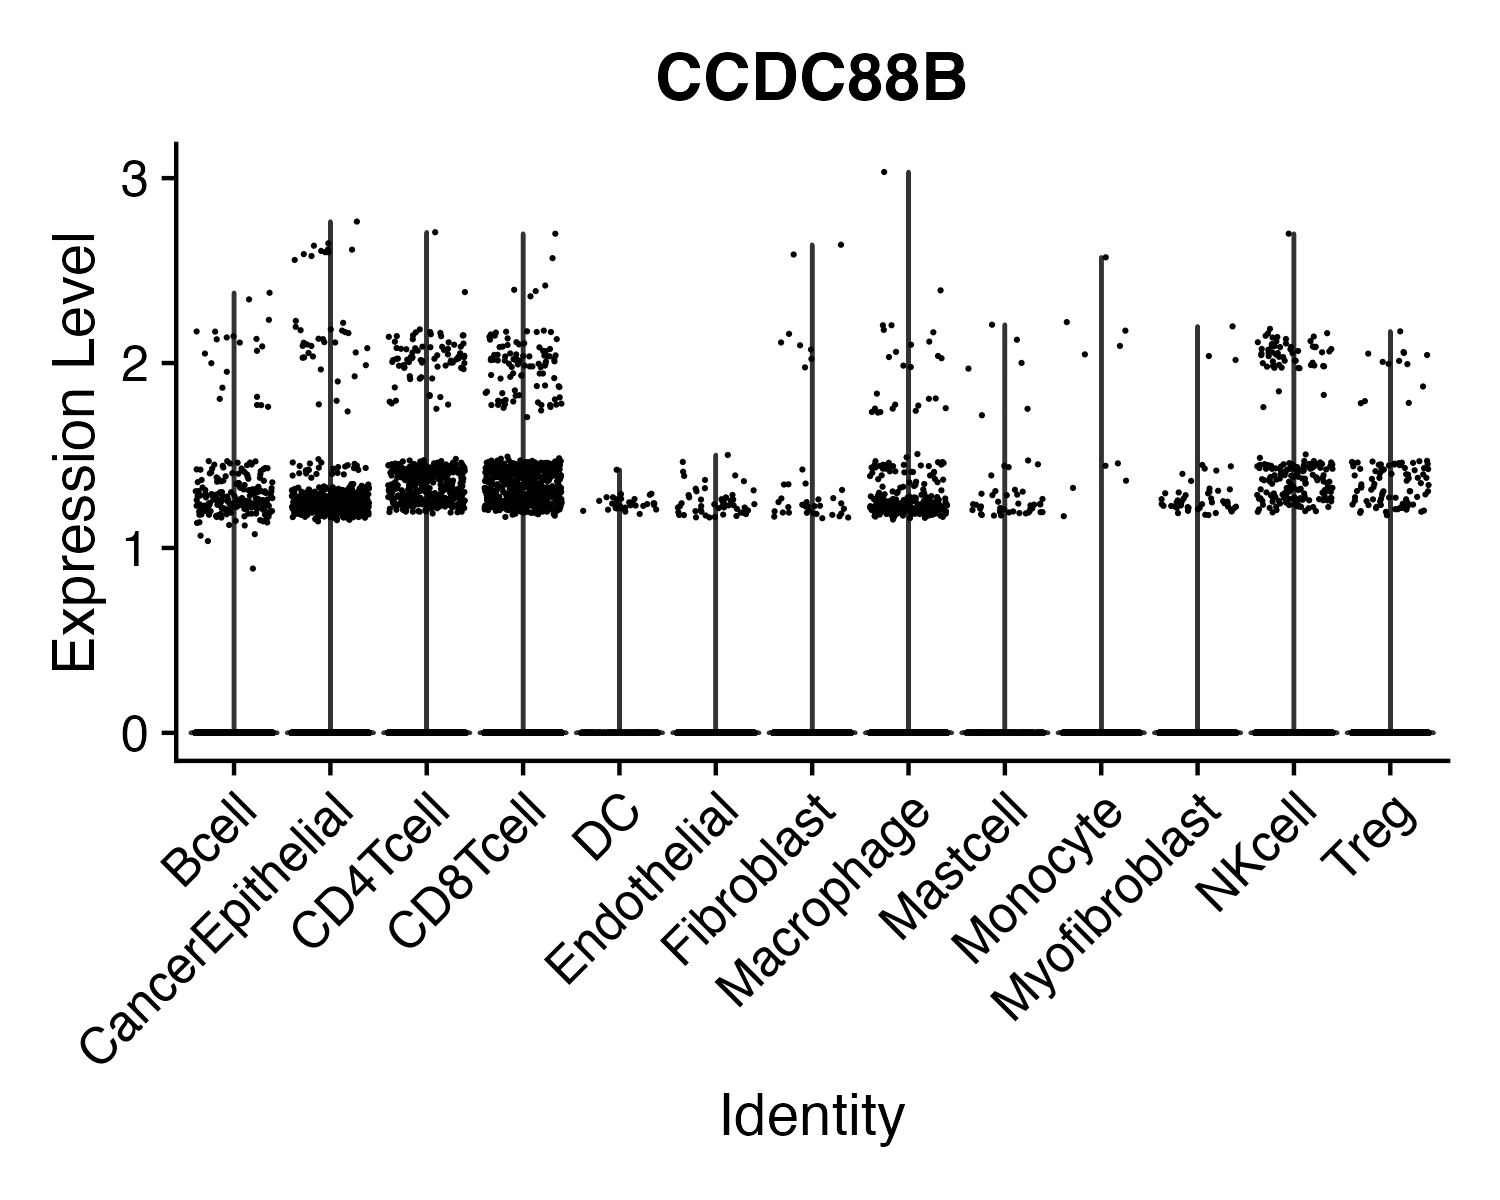 CCDC88B
Expression Level
3
2
1
0
Bcell
CancerEpithelial
CD4Tcell
CD8Tcell
DC
Endothelial
Fibroblast
Macrophage
Mastcell
Monocyte
Myofibroblast
NKcell
Treg
Identity